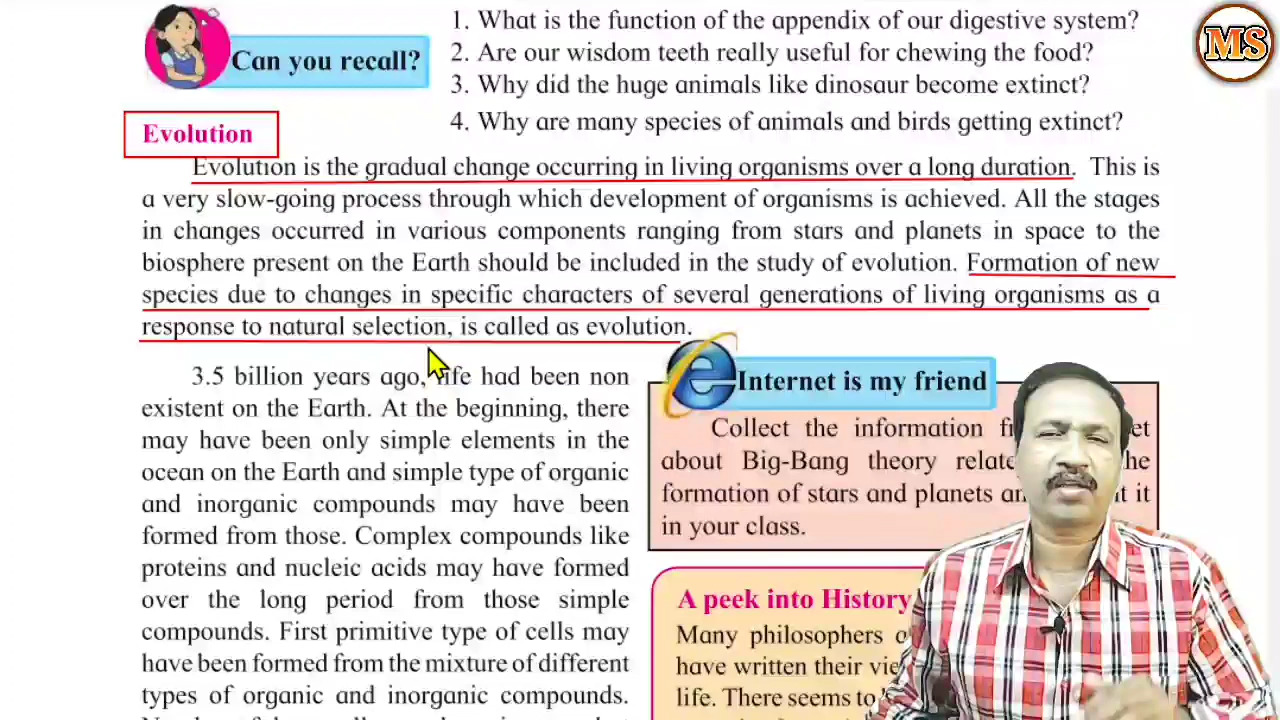 MS
1. What is the function of the appendix of our digestive system?
Can you recall?
2. Are our wisdom teeth really useful for chewing the food?
3. Why did the huge animals like dinosaur become extinct?
4. Why are many species of animals and birds getting extinct?
Evolution
Evolution is the gradual change occurring in living organisms over a long duration. This is
a very slow-going process through which development of organisms is achieved. All the stages
in changes occurred in various components ranging from stars and planets in space to the
biosphere present on the Earth should be included in the study of evolution. Formation of new
species due to changes in specific characters of several generations of living organisms as a
response to natural selection, is called as evolution.
3.5 billion years ago, life had been non
existent on the Earth. At the beginning, there
may have been only simple elements in the
ocean on the Earth and simple type of organic
and inorganic compounds may have been
formed from those. Complex compounds like
proteins and nucleic acids may have formed
over the long period from those simple
compounds. First primitive type of cells may
have been formed from the mixture of different
types of organic and inorganic compounds.
Internet is my friend
Collect the information
about Big-Bang theory
formation of stars and planets it
in your class.
A peek into History
Many philosophers
have written their
life. There seems to